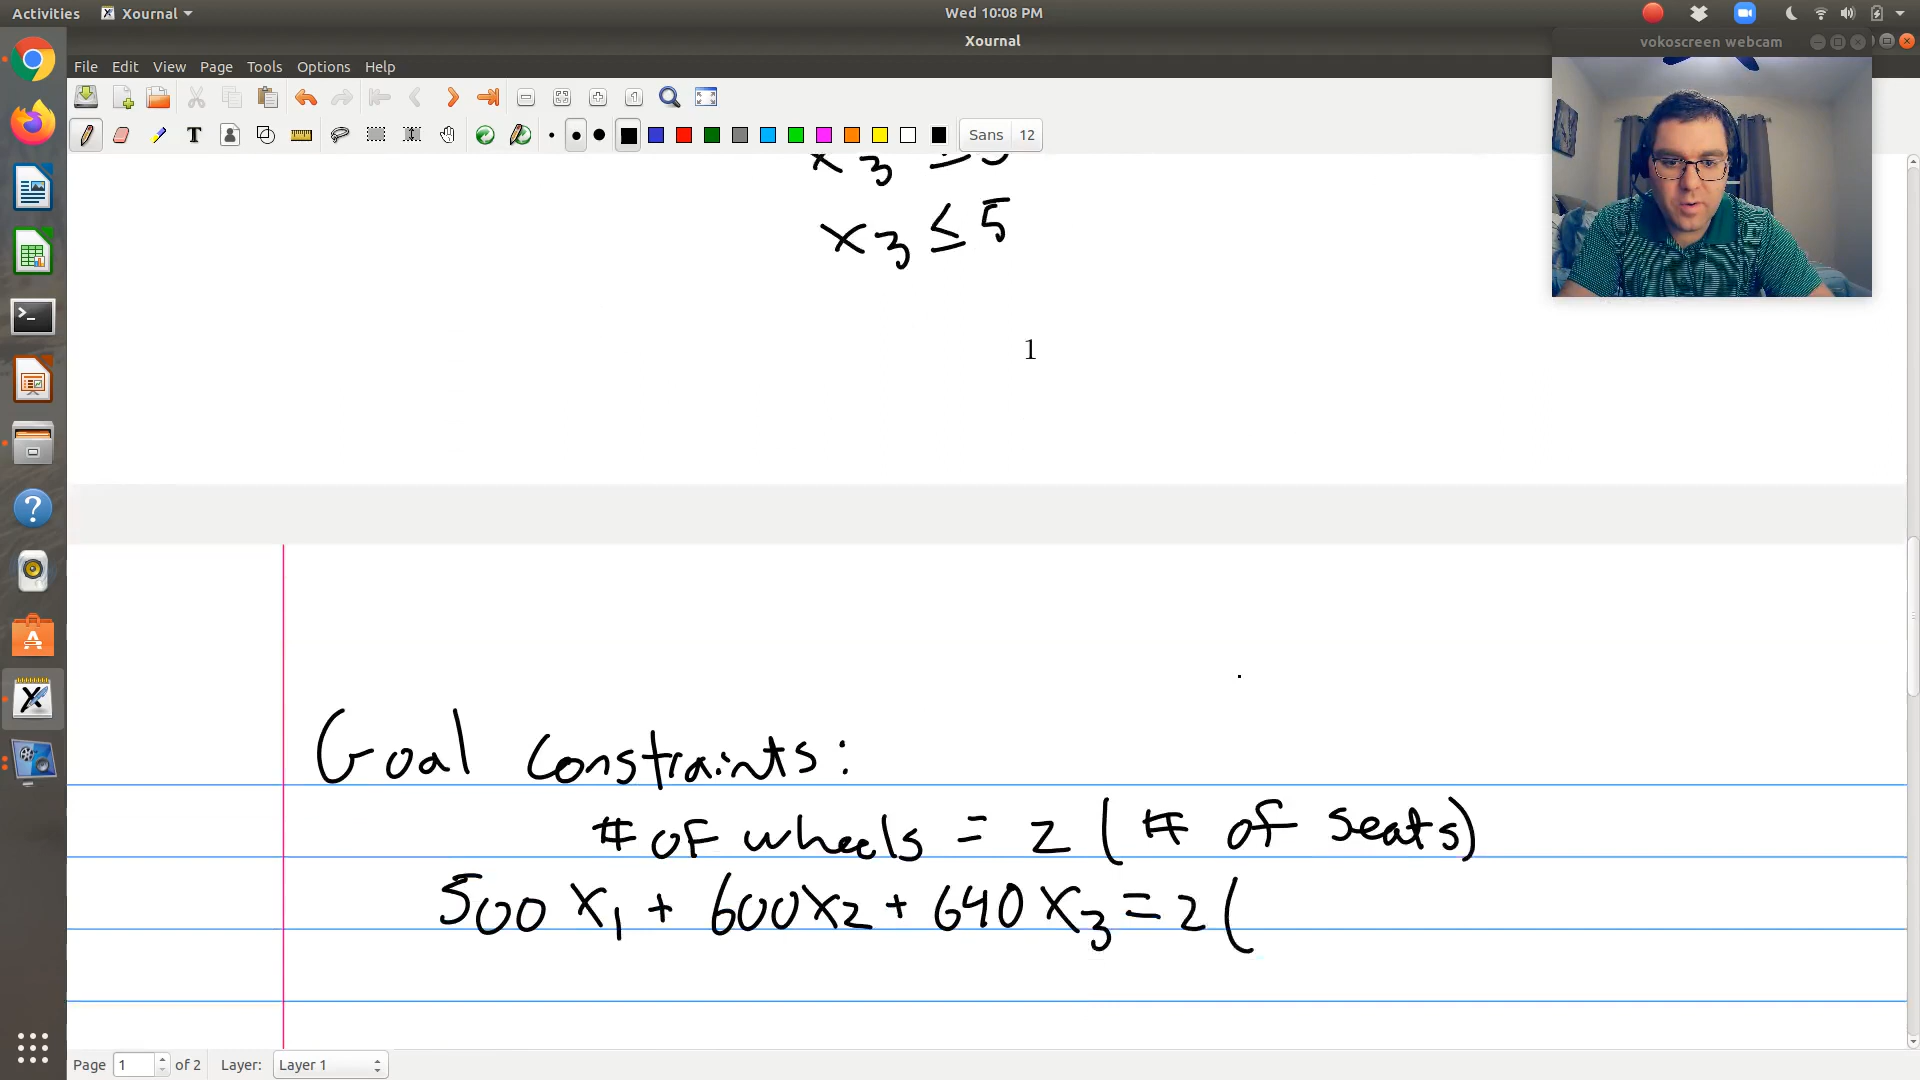 Activities Xournal Wed 10:08 PM
Xournal
vokoscreen webcam
File Edit View Page Tools Options Help
Sans 12
x3 ≤ 5
1
Goal constraints:
# of wheels = 2 (# of seats)
500 x1 + 600x2 + 640 x3 = 2 (
Page 1 of 2 Layer: Layer 1